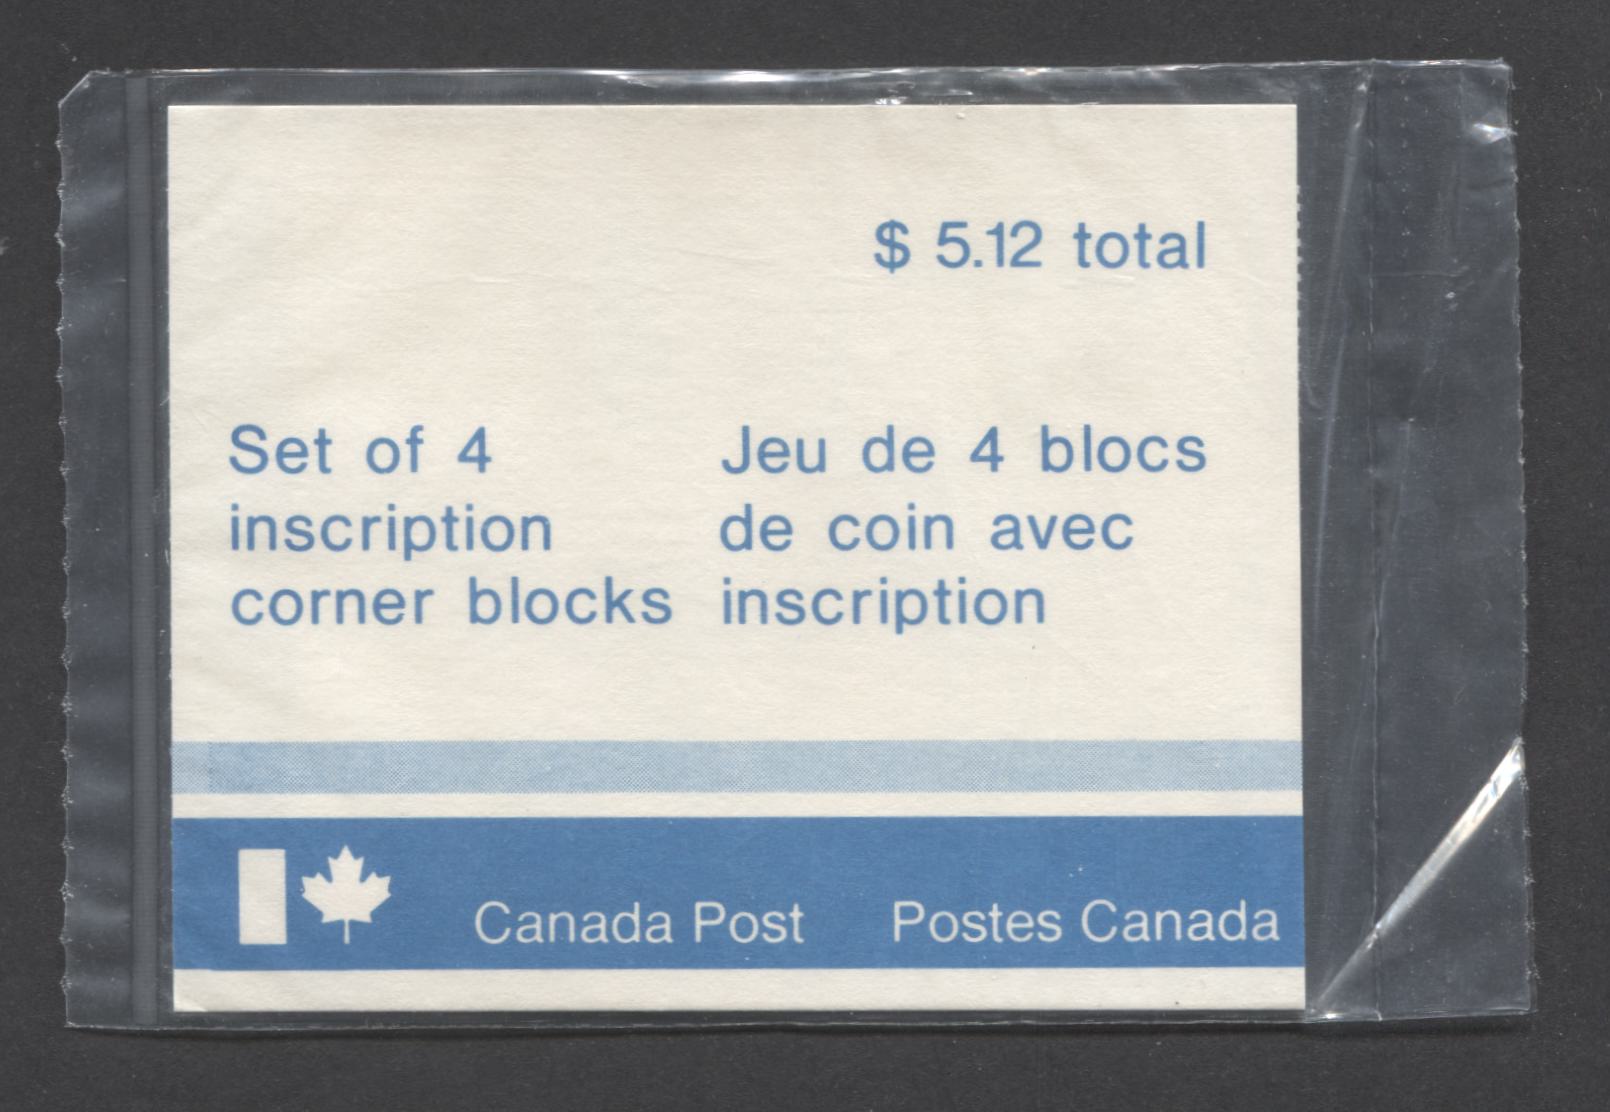 $ 5.12 total
Set of 4
inscription
corner blocks
Jeu de 4 blocs
de coin avec
inscription
Canada Post Postes Canada